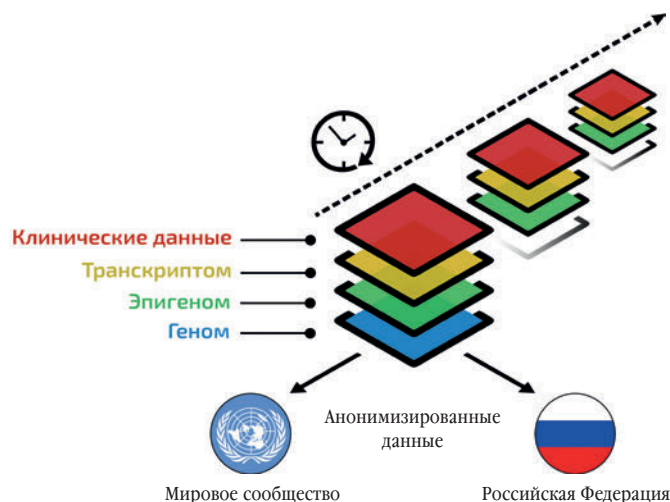 Клинические данные
Транскриптом
Эпигеном
Геном
Анонимизированные
данные
Мировое сообщество
Российская Федерация